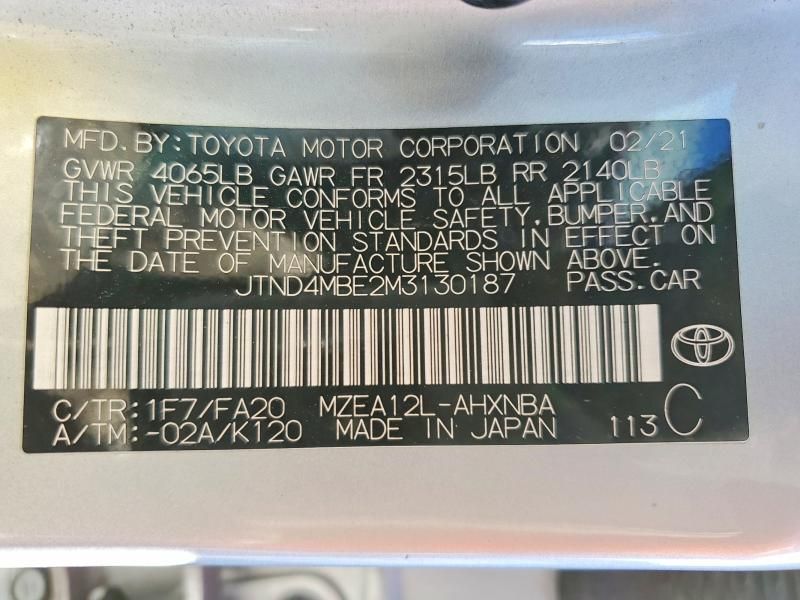 MFD. BY: TOYOTA MOTOR CORPORATION 02/21
GVWR 4065LB GAWR FR 2315LB RR 2140LB
THIS VEHICLE CONFORMS TO ALL APPLICABLE
FEDERAL MOTOR VEHICLE SAFETY, BUMPER, AND
THEFT PREVENTION STANDARDS IN EFFECT ON
THE DATE OF MANUFACTURE SHOWN ABOVE.
JTND4MBE2M3130187 PASS. CAR
C/TR: 1F7/FA20 MZEA12L-AHXNBA
A/TM: -02A/K120 MADE IN JAPAN 113 C